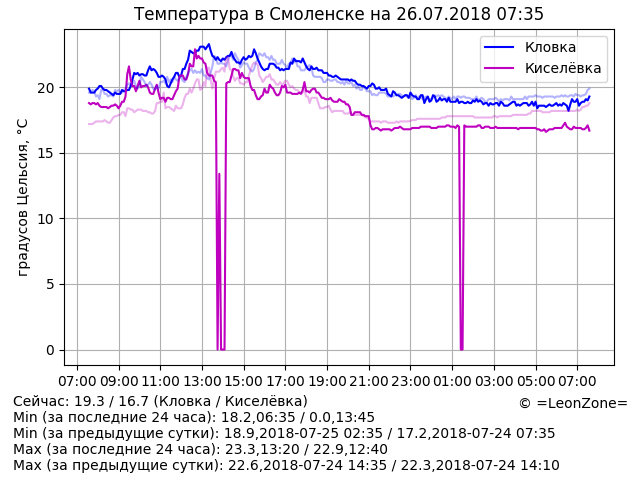 Температура в Смоленске на 26.07.2018 07:35
Кловка
Киселёвка
градусов Цельсия, °C
20
15
10
5
0
07:00 09:00 11:00 13:00 15:00 17:00 19:00 21:00 23:00 01:00 03:00 05:00 07:00
Сейчас: 19.3 / 16.7 (Кловка / Киселёвка)
© =LeonZone=
Min (за последние 24 часа): 18.2,06:35 / 0.0,13:45
Min (за предыдущие сутки): 18.9,2018-07-25 02:35 / 17.2,2018-07-24 07:35
Max (за последние 24 часа): 23.3,13:20 / 22.9,12:40
Max (за предыдущие сутки): 22.6,2018-07-24 14:35 / 22.3,2018-07-24 14:10